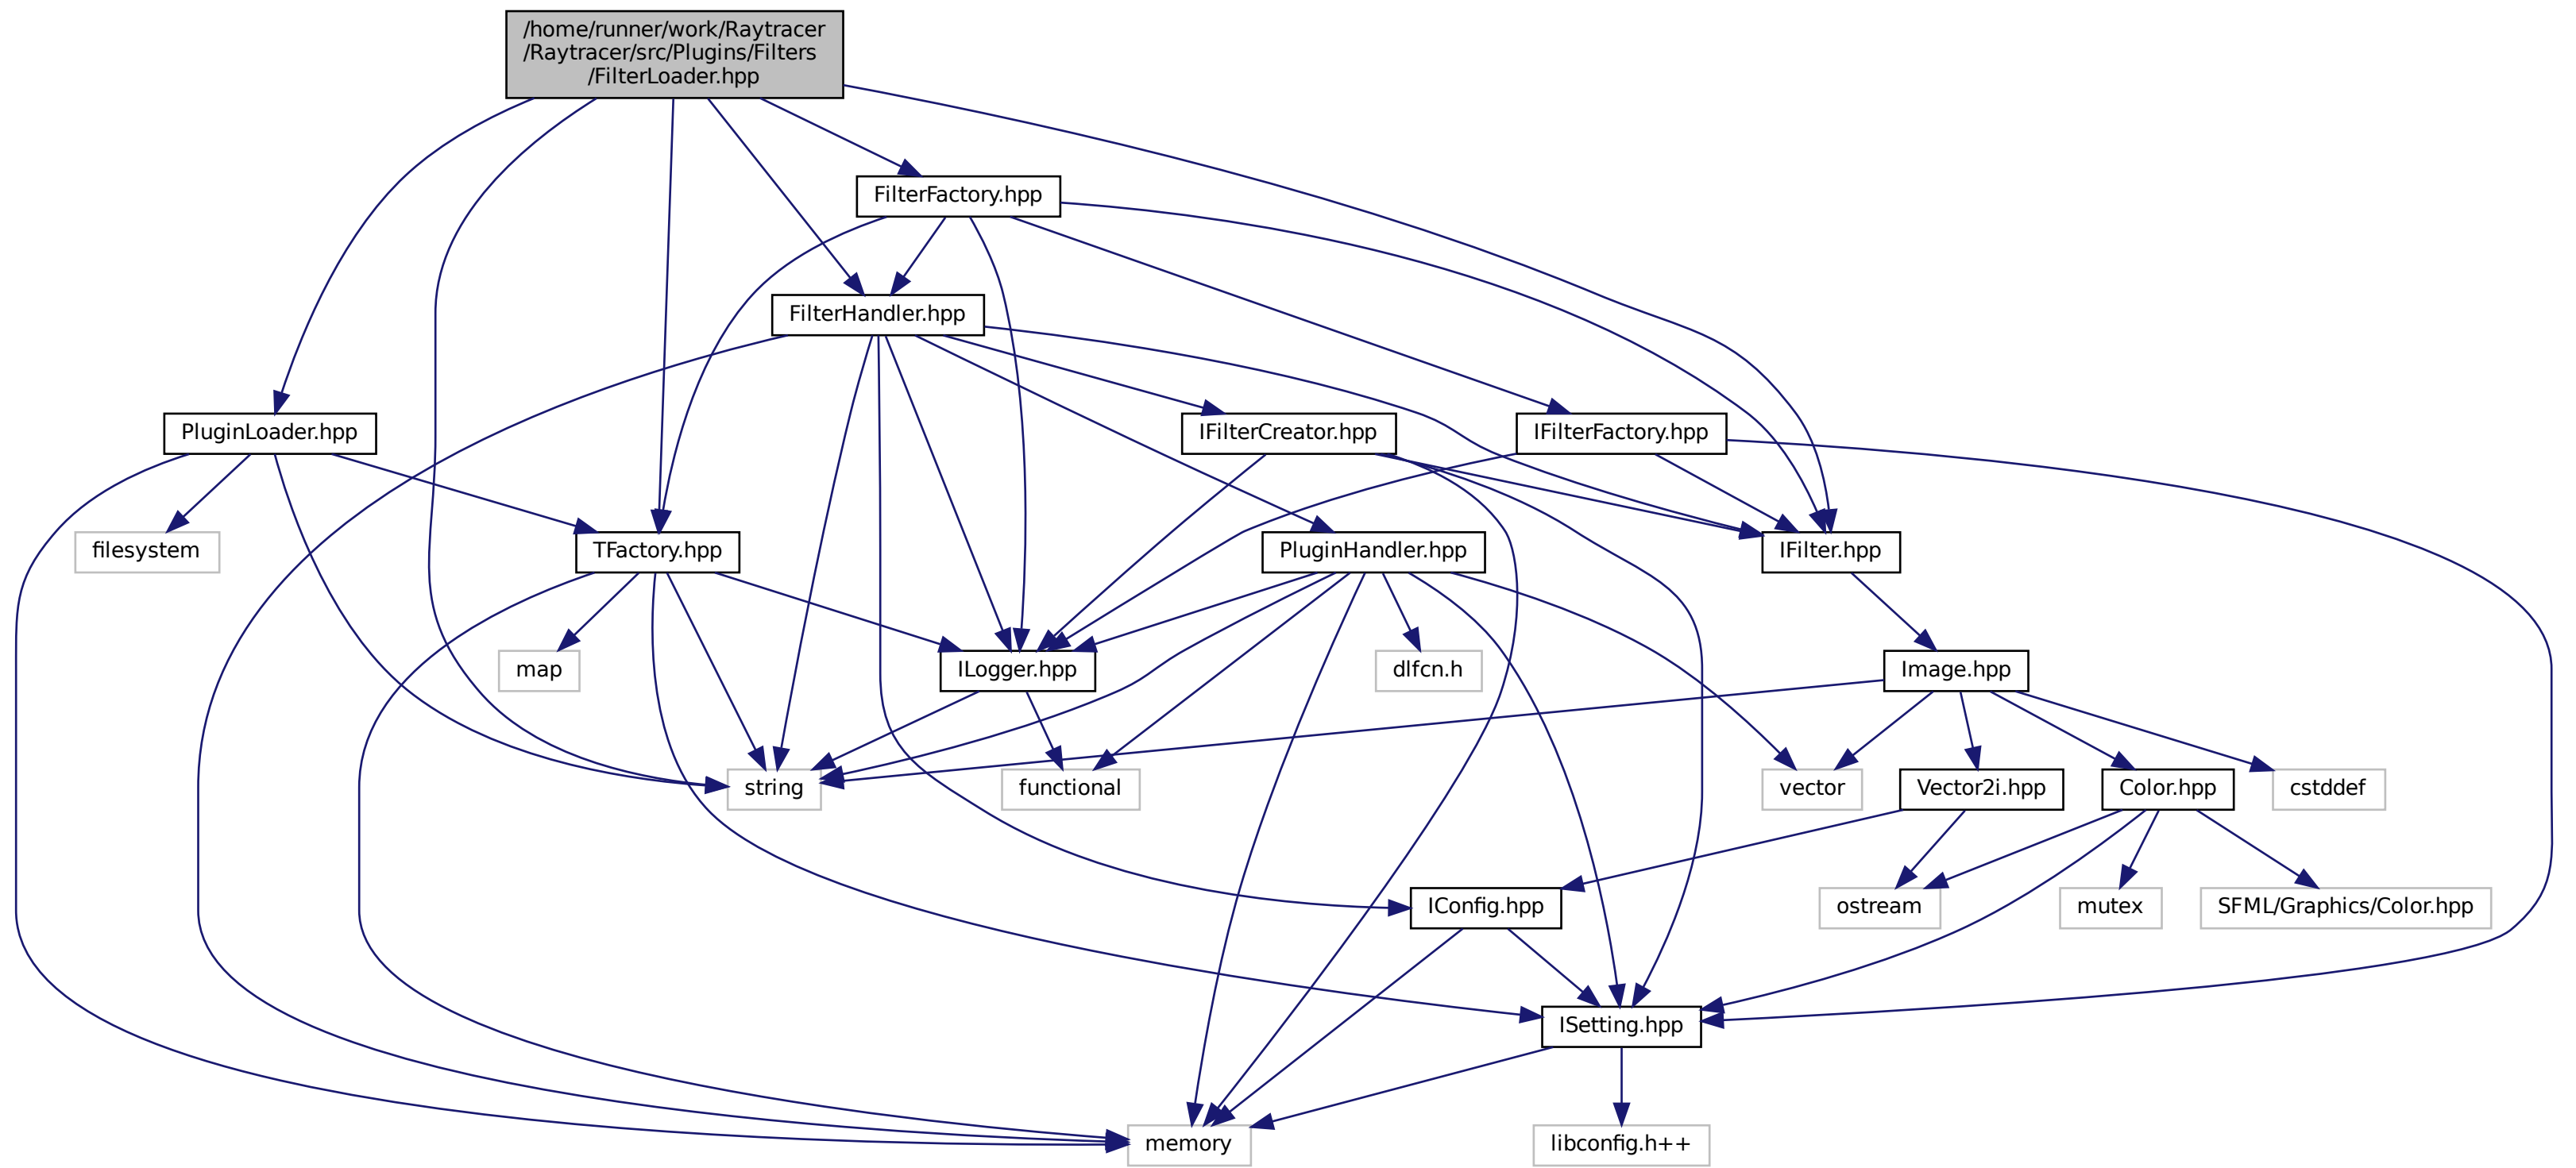 /home/runner/work/Raytracer
/Raytracer/src/Plugins/Filters
/FilterLoader.hpp
FilterFactory.hpp
FilterHandler.hpp
PluginLoader.hpp
IFilterCreator.hpp
IFilterFactory.hpp
filesystem
TFactory.hpp
PluginHandler.hpp
IFilter.hpp
map
ILogger.hpp
dlfcn.h
Image.hpp
string
functional
vector
Vector2i.hpp
Color.hpp
cstddef
IConfig.hpp
ostream
mutex
SFML/Graphics/Color.hpp
ISetting.hpp
memory
libconfig.h++